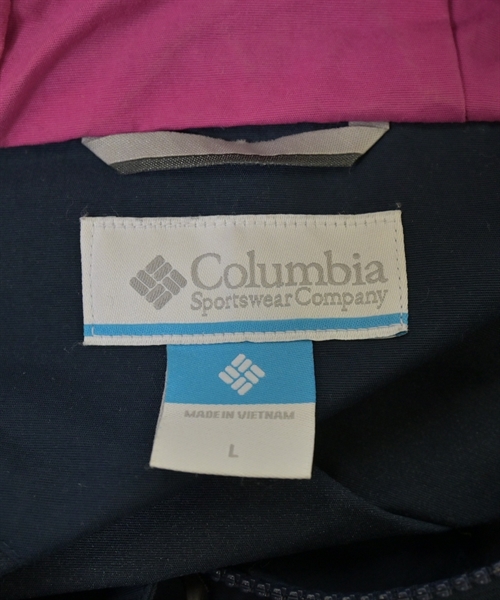 Columbia
Sportswear Company
MADE IN VIETNAM
L